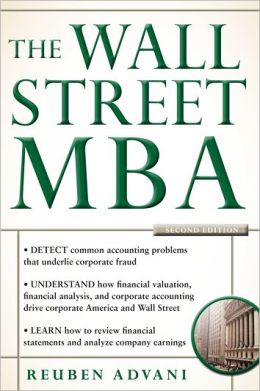 THE WALL
STREET
MBA
SECOND EDITION
• DETECT common accounting problems
that underlie corporate fraud
• UNDERSTAND how financial valuation,
financial analysis, and corporate accounting
drive corporate America and Wall Street
• LEARN how to review financial
statements and analyze company earnings
REUBEN ADVANI